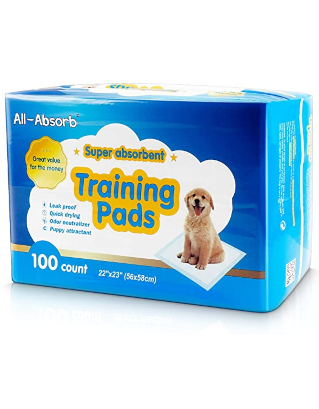 All-Absorb™
Great value
for the money
Super absorbent
Training
Pads
Leak proof
Quick drying
Odor neutralizer
Puppy attractant
100 count
22"x23" (56x58cm)